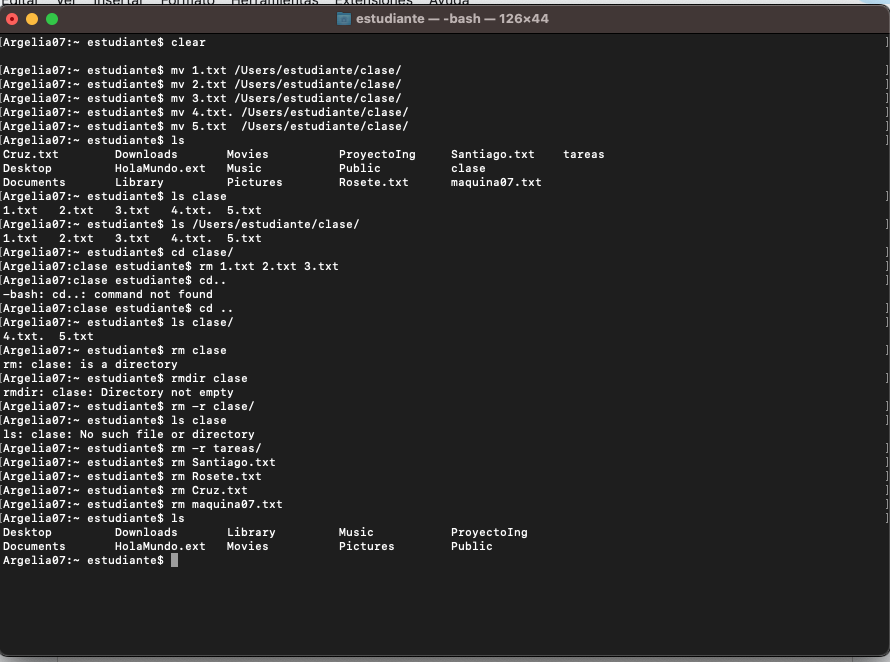 Editar Ver Insertar Formato Herramientas Extensiones Ayuda
estudiante — -bash — 126×44
[Argelia07:~ estudiante$ clear ]
[Argelia07:~ estudiante$ mv 1.txt /Users/estudiante/clase/ ]
[Argelia07:~ estudiante$ mv 2.txt /Users/estudiante/clase/ ]
[Argelia07:~ estudiante$ mv 3.txt /Users/estudiante/clase/ ]
[Argelia07:~ estudiante$ mv 4.txt. /Users/estudiante/clase/ ]
[Argelia07:~ estudiante$ mv 5.txt  /Users/estudiante/clase/ ]
[Argelia07:~ estudiante$ ls ]
Cruz.txt        Downloads       Movies          ProyectoIng     Santiago.txt    tareas
Desktop         HolaMundo.ext   Music           Public          clase
Documents       Library         Pictures        Rosete.txt      maquina07.txt
[Argelia07:~ estudiante$ ls clase ]
1.txt   2.txt   3.txt   4.txt.  5.txt
[Argelia07:~ estudiante$ ls /Users/estudiante/clase/ ]
1.txt   2.txt   3.txt   4.txt.  5.txt
[Argelia07:~ estudiante$ cd clase/ ]
[Argelia07:clase estudiante$ rm 1.txt 2.txt 3.txt ]
[Argelia07:clase estudiante$ cd.. ]
-bash: cd..: command not found
[Argelia07:clase estudiante$ cd .. ]
[Argelia07:~ estudiante$ ls clase/ ]
4.txt.  5.txt
[Argelia07:~ estudiante$ rm clase ]
rm: clase: is a directory
[Argelia07:~ estudiante$ rmdir clase ]
rmdir: clase: Directory not empty
[Argelia07:~ estudiante$ rm -r clase/ ]
[Argelia07:~ estudiante$ ls clase ]
ls: clase: No such file or directory
[Argelia07:~ estudiante$ rm -r tareas/ ]
[Argelia07:~ estudiante$ rm Santiago.txt ]
[Argelia07:~ estudiante$ rm Rosete.txt ]
[Argelia07:~ estudiante$ rm Cruz.txt ]
[Argelia07:~ estudiante$ rm maquina07.txt ]
[Argelia07:~ estudiante$ ls ]
Desktop         Downloads       Library         Music           ProyectoIng
Documents       HolaMundo.ext   Movies          Pictures        Public
Argelia07:~ estudiante$